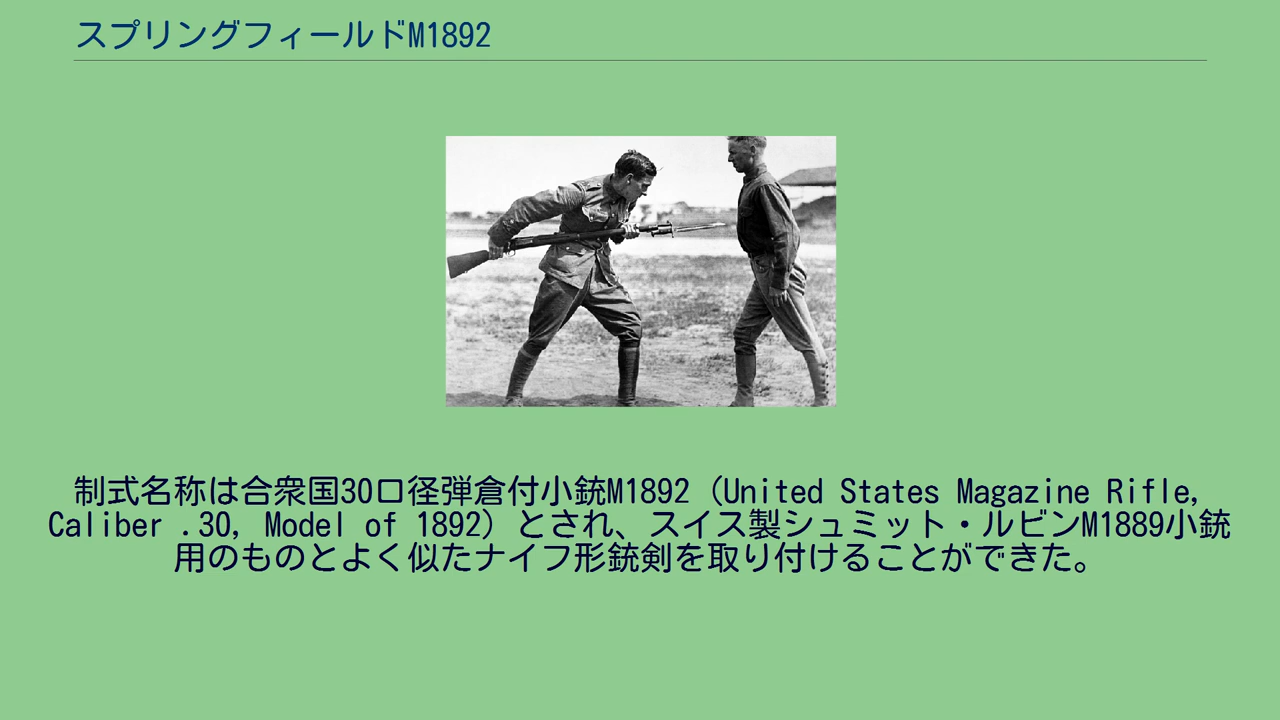 スプリングフィールドM1892
制式名称は合衆国30口径弾倉付小銃M1892（United States Magazine Rifle,
Caliber .30, Model of 1892）とされ、スイス製シュミット・ルビンM1889小銃
用のものとよく似たナイフ形銃剣を取り付けることができた。